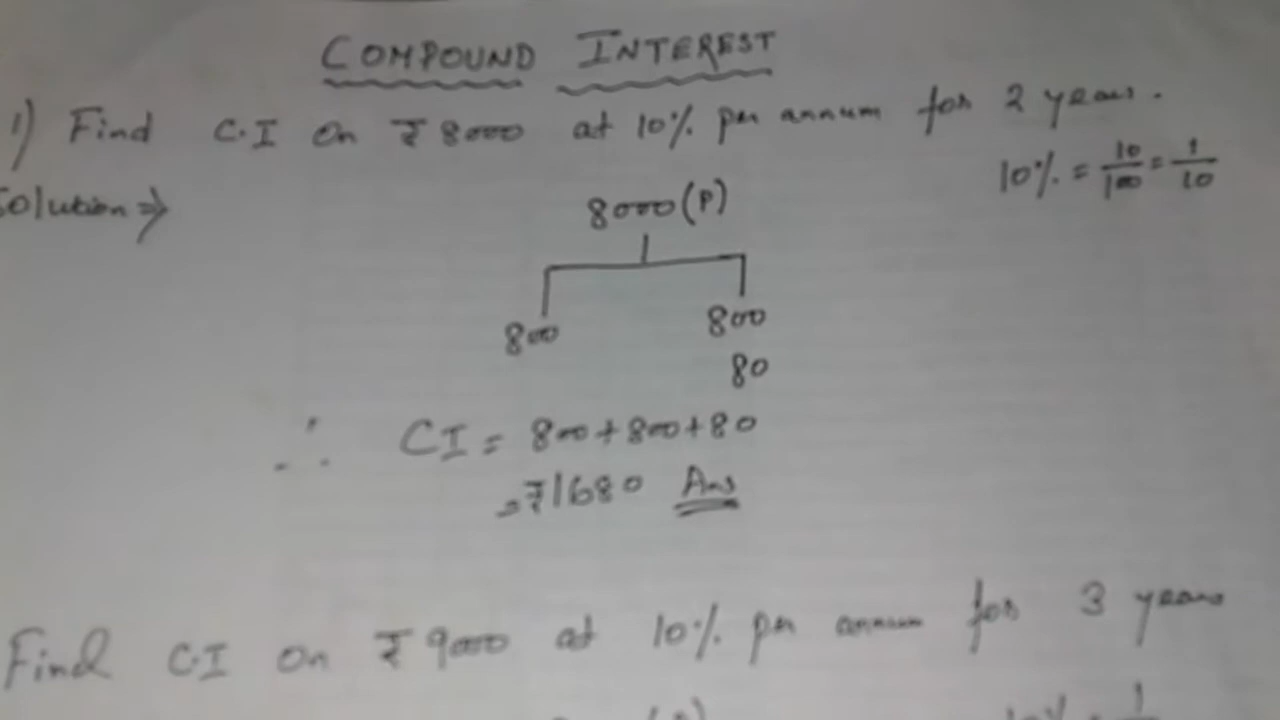 COMPOUND INTEREST
1) Find C.I on ₹8000 at 10% per annum for 2 years.
10% = 10/100 = 1/10
Solution ⇒
8000 (P)
800 800
80
∴ CI = 800+800+80
=₹1680 Ans
Find C.I on ₹9000 at 10% per annum for 3 years